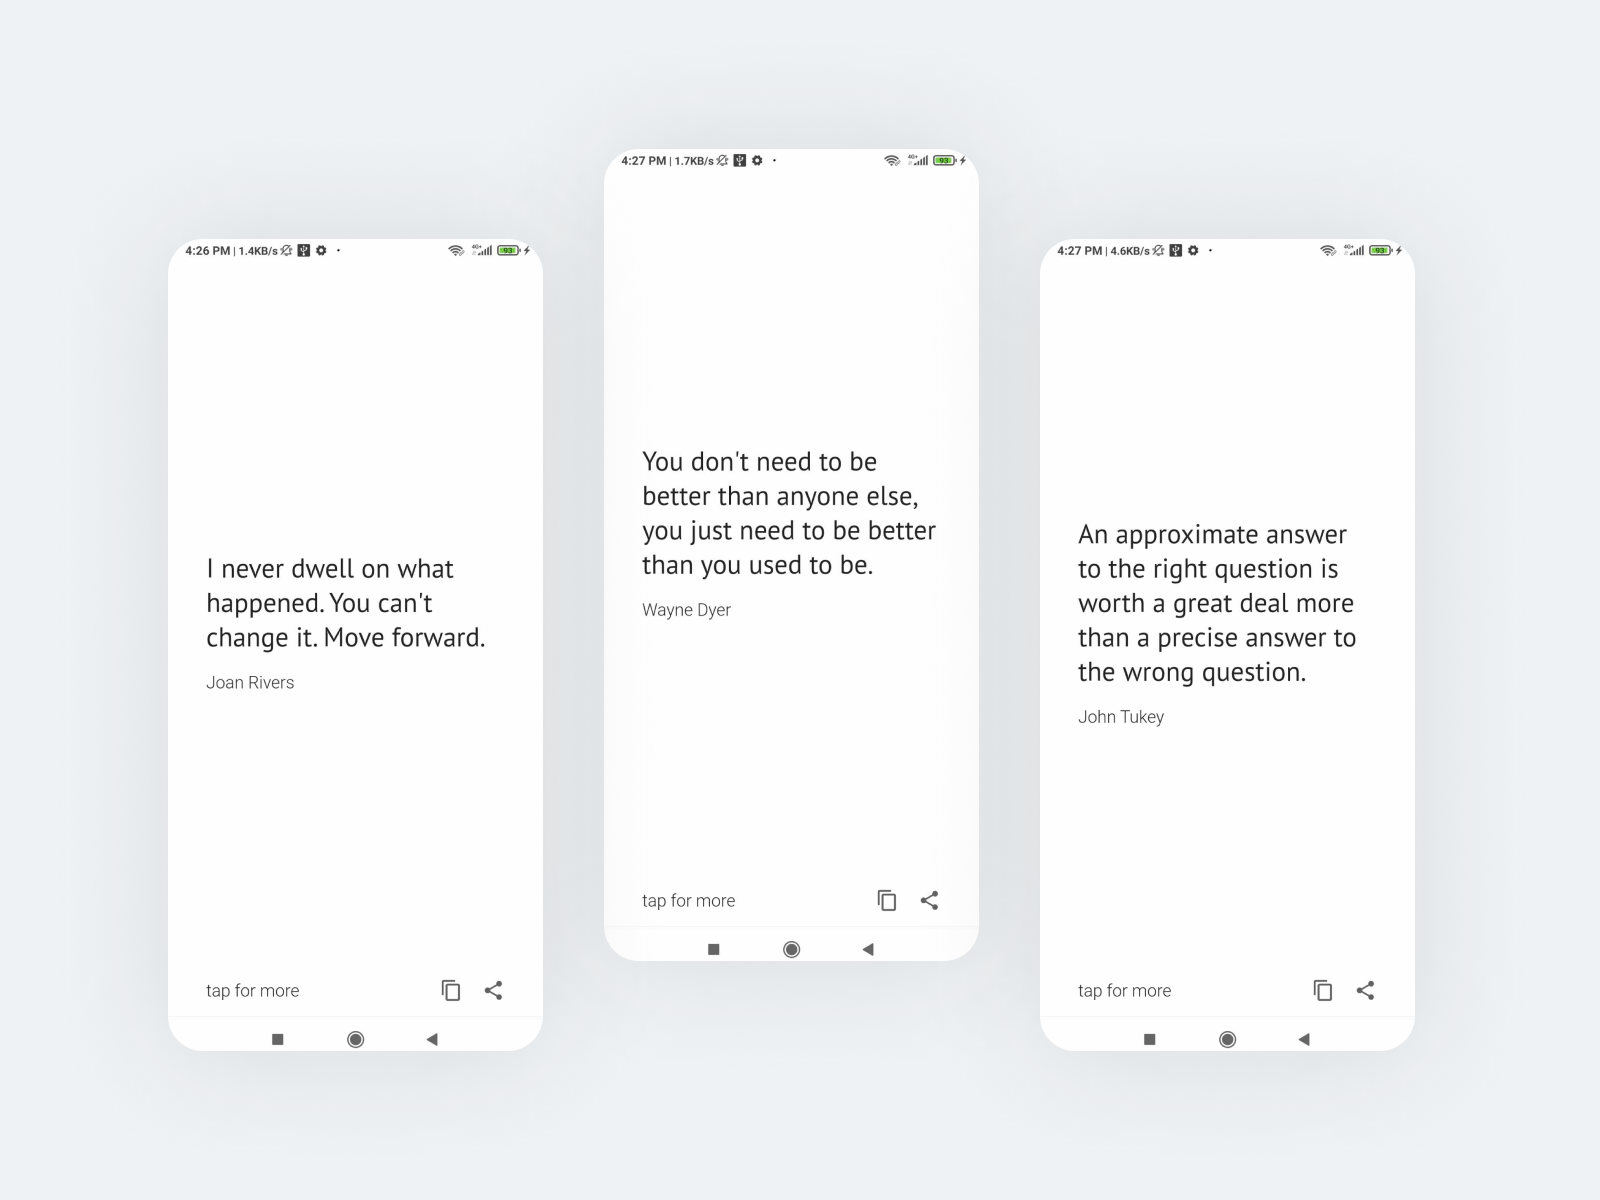 4:26 PM | 1.4KB/s
4G+
93
I never dwell on what
happened. You can't
change it. Move forward.
Joan Rivers
tap for more
4:27 PM | 1.7KB/s
4G+
93
You don't need to be
better than anyone else,
you just need to be better
than you used to be.
Wayne Dyer
tap for more
4:27 PM | 4.6KB/s
4G+
93
An approximate answer
to the right question is
worth a great deal more
than a precise answer to
the wrong question.
John Tukey
tap for more